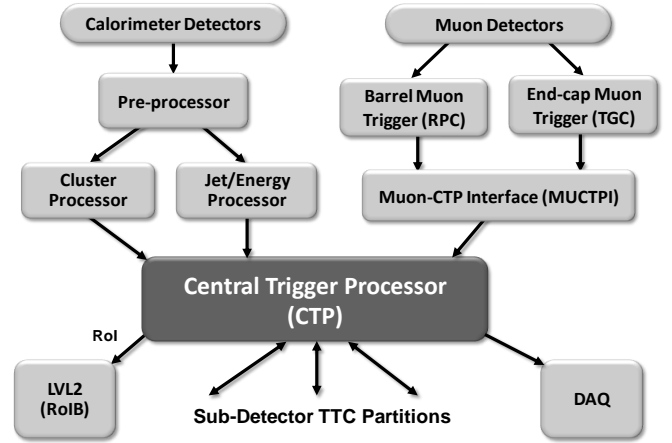 Calorimeter Detectors
Muon Detectors
Pre-processor
Barrel Muon
Trigger (RPC)
End-cap Muon
Trigger (TGC)
Cluster
Processor
Jet/Energy
Processor
Muon-CTP Interface (MUCTPI)
Central Trigger Processor
(CTP)
RoI
LVL2
(RoIB)
Sub-Detector TTC Partitions
DAQ